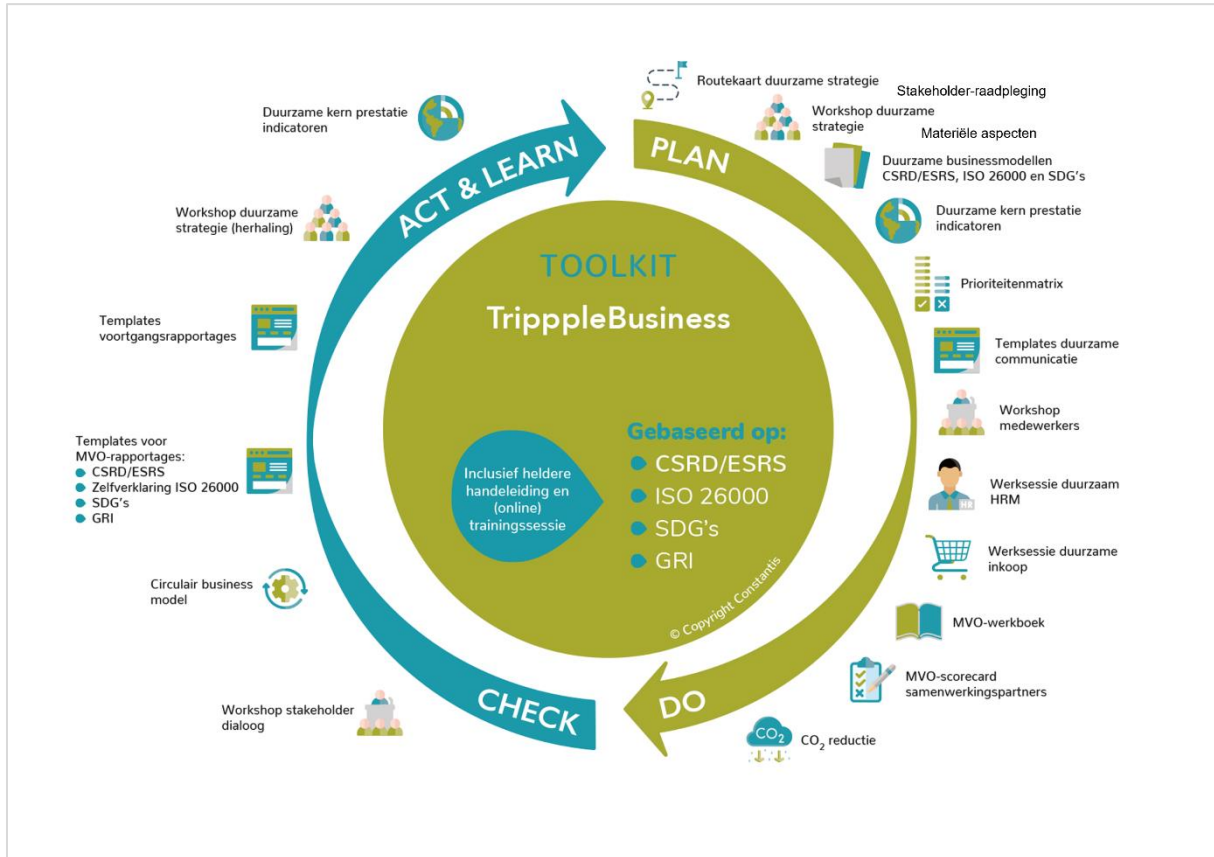 Routekaart duurzame strategie
Stakeholder-raadpleging
Workshop duurzame
strategie
Materiële aspecten
Duurzame businessmodellen
CSRD/ESRS, ISO 26000 en SDG's
Duurzame kern prestatie
indicatoren
Prioriteitenmatrix
Templates duurzame
communicatie
Workshop
medewerkers
Werksessie duurzaam
HRM
HR
Werksessie duurzame
inkoop
MVO-werkboek
MVO-scorecard
samenwerkingspartners
CO₂
CO₂ reductie
Workshop stakeholder
dialoog
Circulair business
model
Templates voor
MVO-rapportages:
CSRD/ESRS
Zelfverklaring ISO 26000
SDG's
GRI
Templates
voortgangsrapportages
Workshop duurzame
strategie (herhaling)
Duurzame kern prestatie
indicatoren
PLAN
DO
CHECK
ACT & LEARN
TOOLKIT
TripppleBusiness
Inclusief heldere
handeleiding en
(online)
trainingssessie
Gebaseerd op:
CSRD/ESRS
ISO 26000
SDG's
GRI
© Copyright Constantis